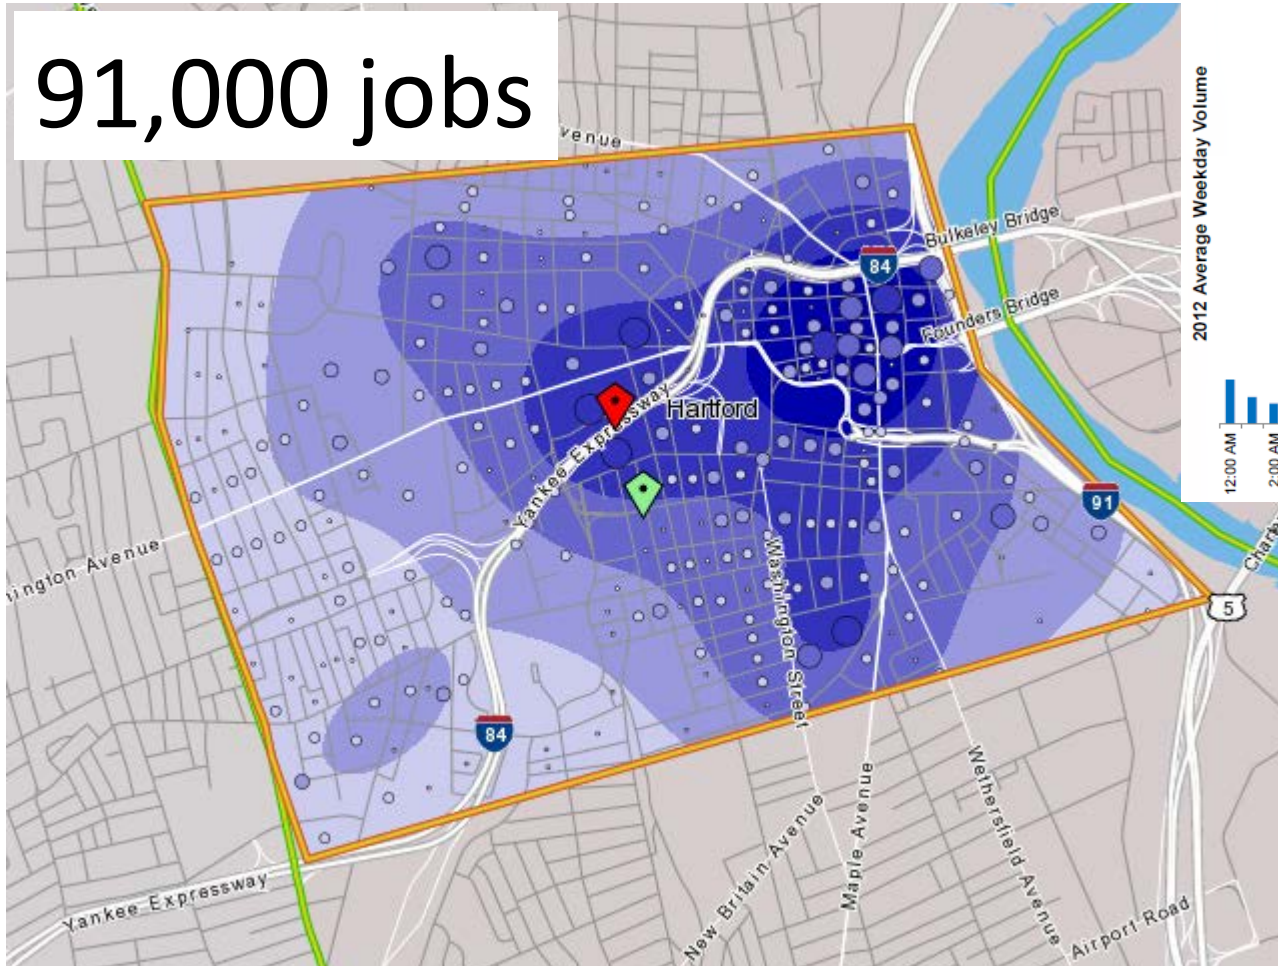 91,000 jobs
venue
Bulkeley Bridge
84
Founders Bridge
2012 Average Weekday Volume
12:00 AM
2:00 AM
Hartford
Yankee Expressway
91
5
Washington Street
84
Yankee Expressway
New Britain Avenue
Maple Avenue
Wethersfield Avenue
Airport Road